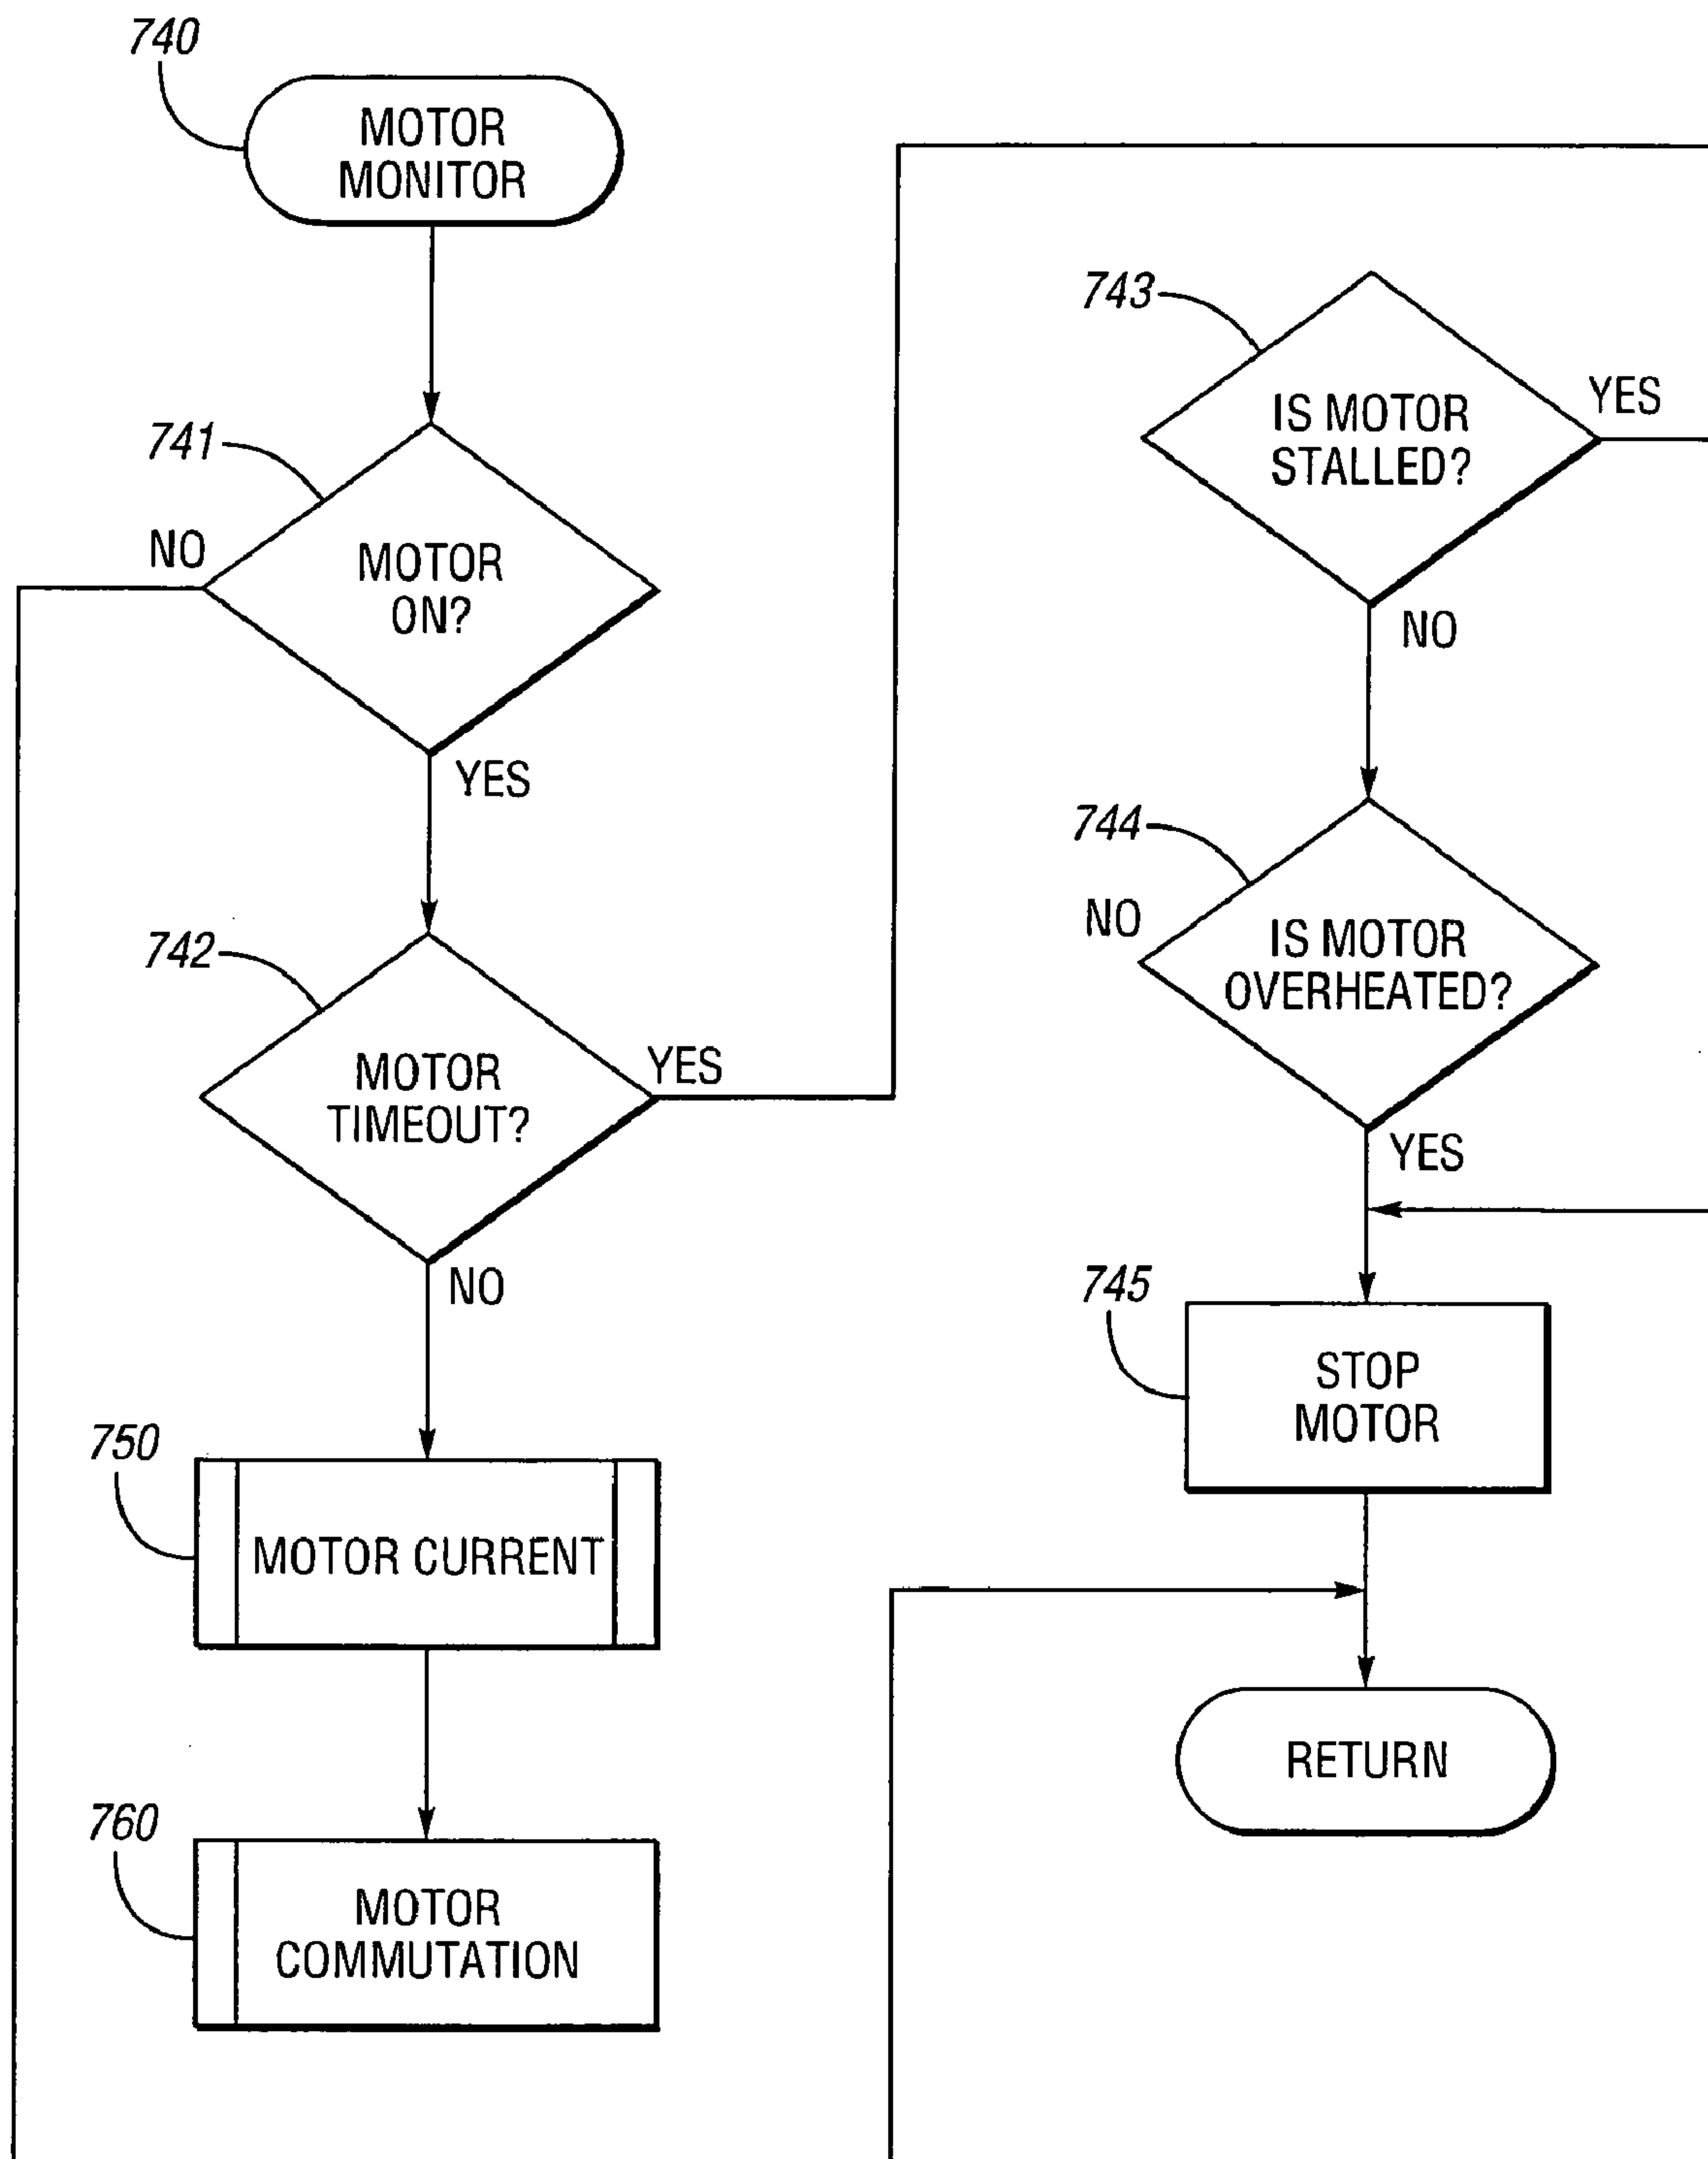 740
MOTOR
MONITOR
741
NO
MOTOR
ON?
YES
742
MOTOR
TIMEOUT?
YES
NO
750
MOTOR CURRENT
760
MOTOR
COMMUTATION
743
IS MOTOR
STALLED?
YES
NO
744
NO
IS MOTOR
OVERHEATED?
YES
745
STOP
MOTOR
RETURN